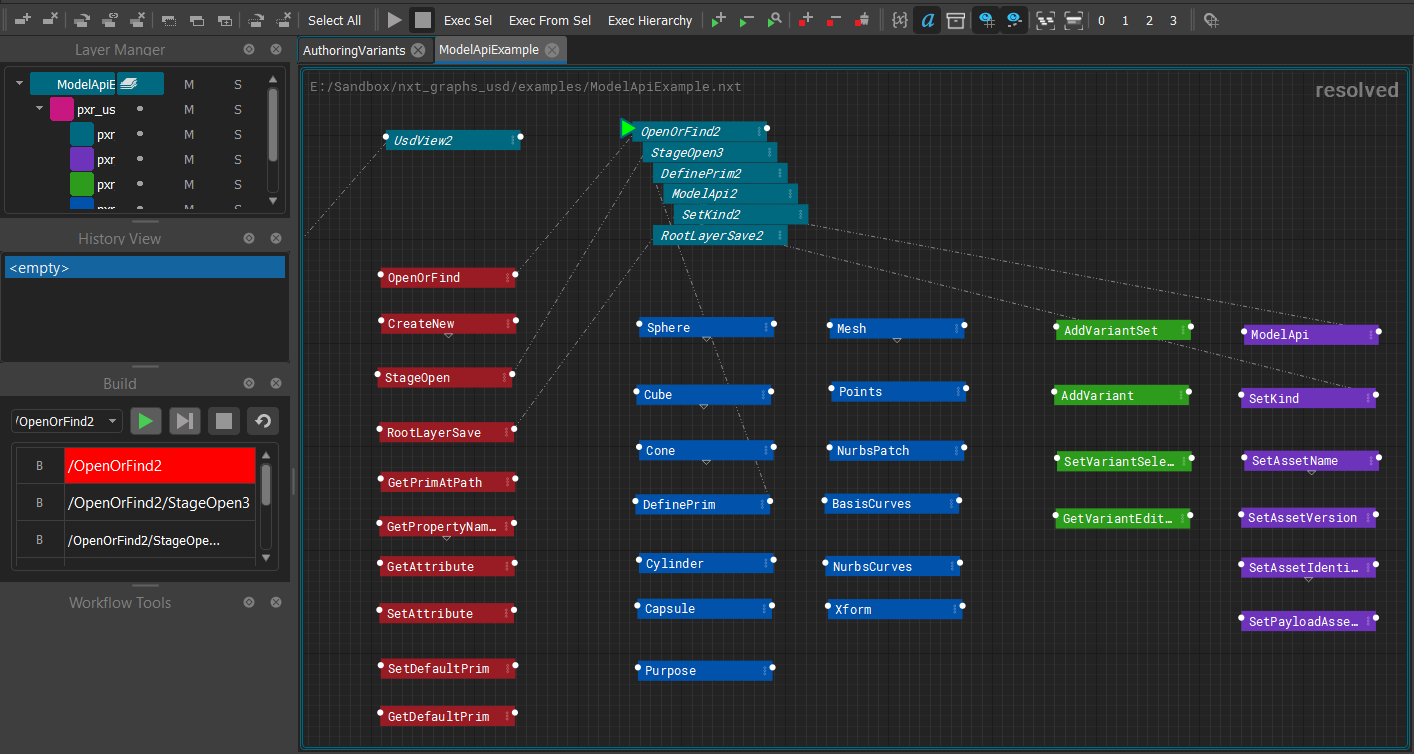 Select All
Exec Sel
Exec From Sel
Exec Hierarchy
{x}
a
0
1
2
3
Layer Manger
ModelApiE
M
S
pxr_us
M
S
pxr
M
S
pxr
M
S
pxr
M
S
History View
<empty>
Build
/OpenOrFind2
B
/OpenOrFind2
B
/OpenOrFind2/StageOpen3
B
/OpenOrFind2/StageOpe...
Workflow Tools
AuthoringVariants
ModelApiExample
E:/Sandbox/nxt_graphs_usd/examples/ModelApiExample.nxt
resolved
UsdView2
OpenOrFind2
StageOpen3
DefinePrim2
ModelApi2
SetKind2
RootLayerSave2
OpenOrFind
CreateNew
StageOpen
RootLayerSave
GetPrimAtPath
GetPropertyNam...
GetAttribute
SetAttribute
SetDefaultPrim
GetDefaultPrim
Sphere
Cube
Cone
DefinePrim
Cylinder
Capsule
Purpose
Mesh
Points
NurbsPatch
BasisCurves
NurbsCurves
Xform
AddVariantSet
AddVariant
SetVariantSele...
GetVariantEdit...
ModelApi
SetKind
SetAssetName
SetAssetVersion
SetAssetIdenti...
SetPayloadAsse...